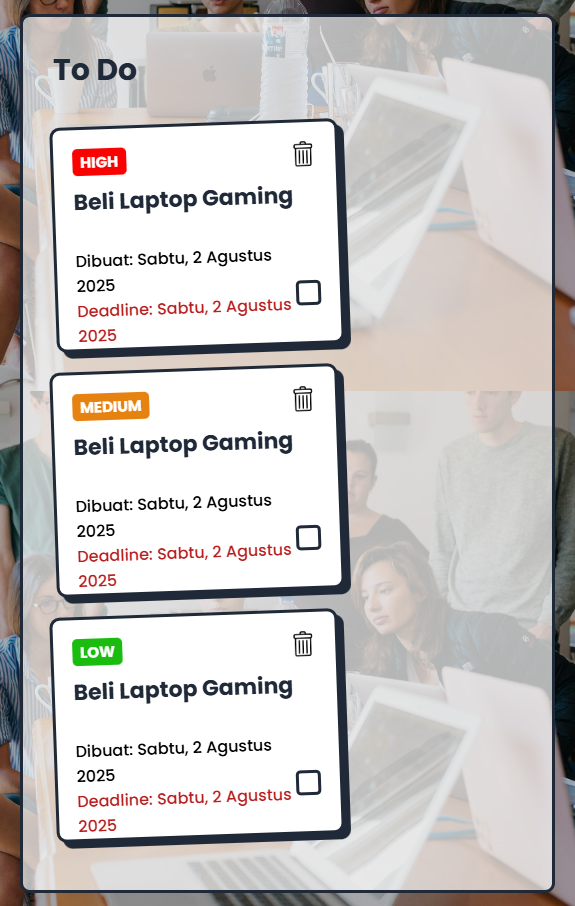 To Do
HIGH
Beli Laptop Gaming
Dibuat: Sabtu, 2 Agustus
2025
Deadline: Sabtu, 2 Agustus
2025
MEDIUM
Beli Laptop Gaming
Dibuat: Sabtu, 2 Agustus
2025
Deadline: Sabtu, 2 Agustus
2025
LOW
Beli Laptop Gaming
Dibuat: Sabtu, 2 Agustus
2025
Deadline: Sabtu, 2 Agustus
2025